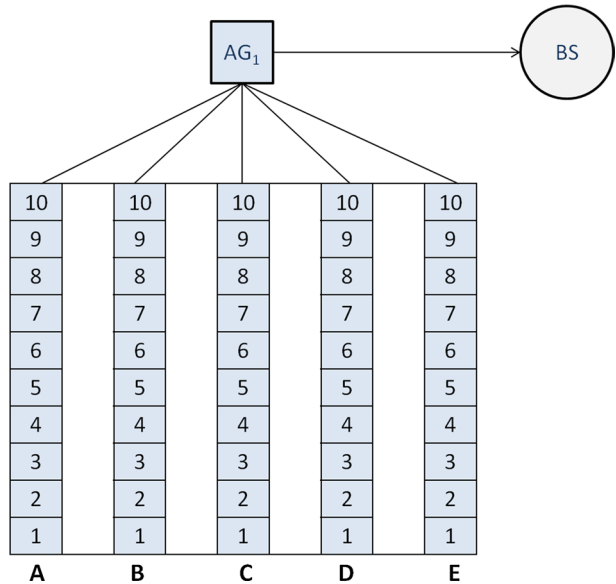 AG₁ BS
10 10 10 10 10
9 9 9 9 9
8 8 8 8 8
7 7 7 7 7
6 6 6 6 6
5 5 5 5 5
4 4 4 4 4
3 3 3 3 3
2 2 2 2 2
1 1 1 1 1
A B C D E